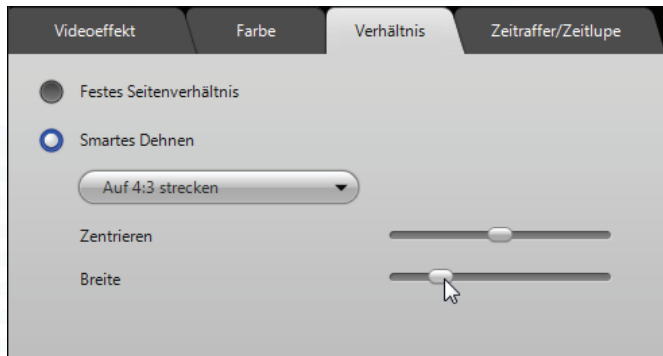 Videoeffekt
Farbe
Verhältnis
Zeitraffer/Zeitlupe
Festes Seitenverhältnis
Smartes Dehnen
Auf 4:3 strecken
Zentrieren
Breite